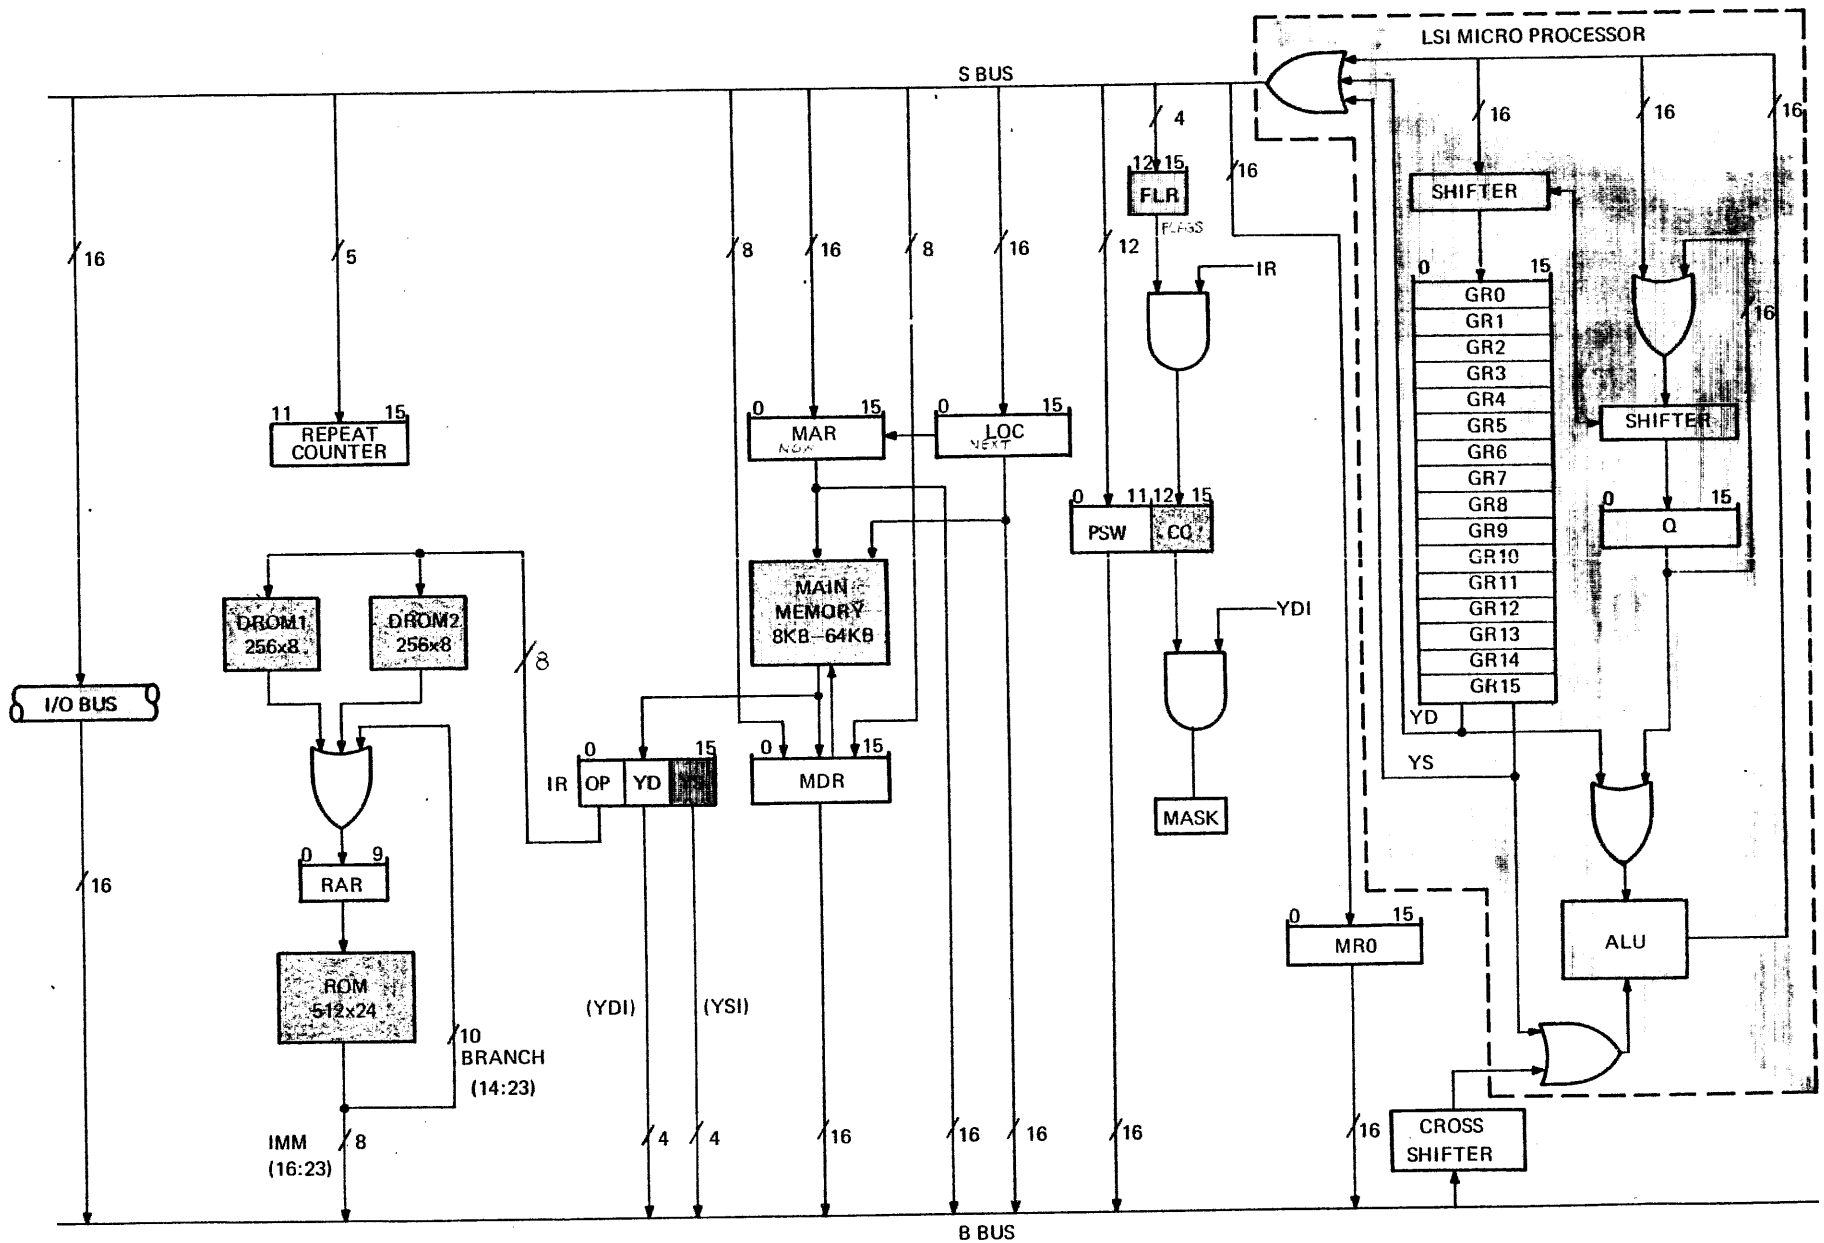 LSI MICRO PROCESSOR
S BUS
16
5
8
16
8
16
12
4
16
16
16
16
12 15
FLR
FLAGS
IR
SHIFTER
0 15
GR0
GR1
GR2
GR3
GR4
GR5
GR6
GR7
GR8
GR9
GR10
GR11
GR12
GR13
GR14
GR15
16
SHIFTER
0 15
Q
11 15
REPEAT
COUNTER
0 15
MAR
NOW
0 15
LOC
NEXT
0 11 12 15
PSW CC
MAIN
MEMORY
8KB-64KB
DROM1
256x8
DROM2
256x8
8
YDI
I/O BUS
YD
YS
0 15
IR OP YD YS
0 15
MDR
MASK
0 9
RAR
16
ROM
512x24
0 15
MR0
ALU
(YDI)
(YSI)
10
BRANCH
(14:23)
IMM
(16:23)
8
4
4
16
16
16
16
16
CROSS
SHIFTER
B BUS